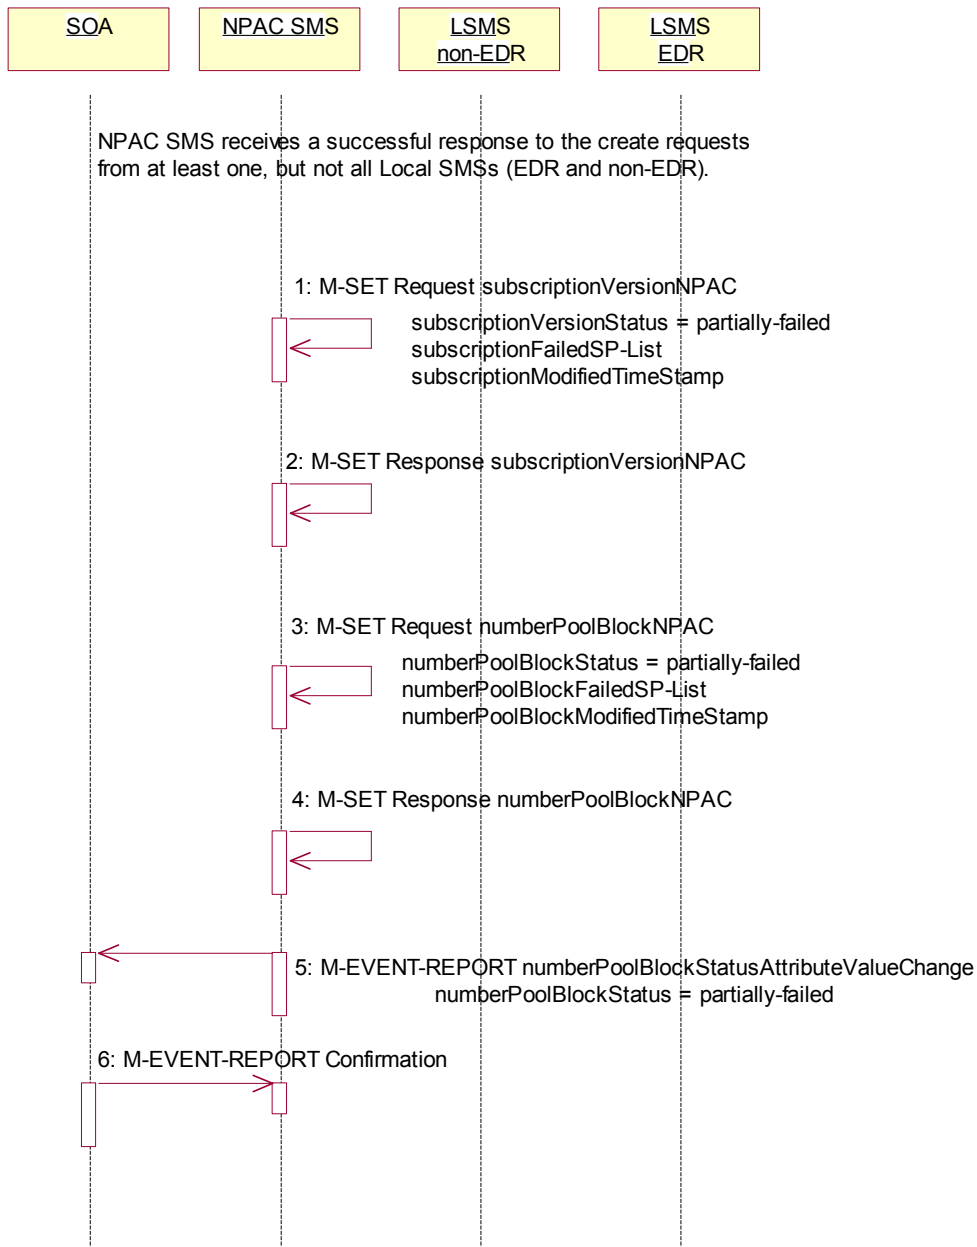 SOA
NPAC SMS
LSMS
non-EDR
LSMS
EDR
NPAC SMS receives a successful response to the create requests
from at least one, but not all Local SMSs (EDR and non-EDR).
1: M-SET Request subscriptionVersionNPAC
subscriptionVersionStatus = partially-failed
subscriptionFailedSP-List
subscriptionModifiedTimeStamp
2: M-SET Response subscriptionVersionNPAC
3: M-SET Request numberPoolBlockNPAC
numberPoolBlockStatus = partially-failed
numberPoolBlockFailedSP-List
numberPoolBlockModifiedTimeStamp
4: M-SET Response numberPoolBlockNPAC
5: M-EVENT-REPORT numberPoolBlockStatusAttributeValueChange
numberPoolBlockStatus = partially-failed
6: M-EVENT-REPORT Confirmation